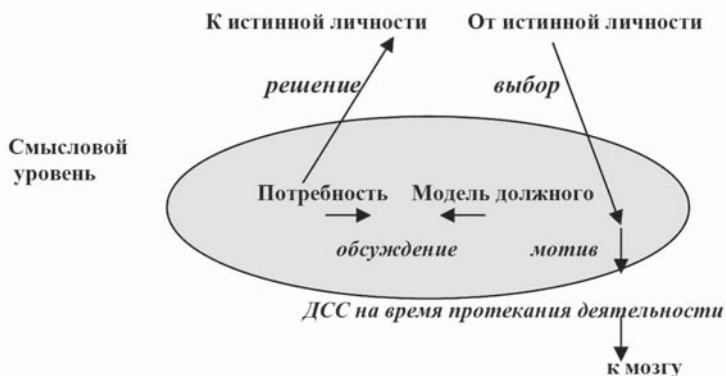 К истинной личности От истинной личности
решение выбор
Смысловой
уровень
Потребность Модель должного
обсуждение мотив
ДСС на время протекания деятельности
к мозгу